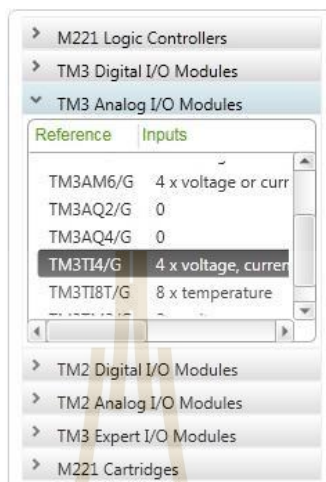 M221 Logic Controllers
TM3 Digital I/O Modules
TM3 Analog I/O Modules
Reference Inputs
TM3AM6/G 4 x voltage or curr
TM3AQ2/G 0
TM3AQ4/G 0
TM3TI4/G 4 x voltage, curren
TM3TI8T/G 8 x temperature
TM2 Digital I/O Modules
TM2 Analog I/O Modules
TM3 Expert I/O Modules
M221 Cartridges